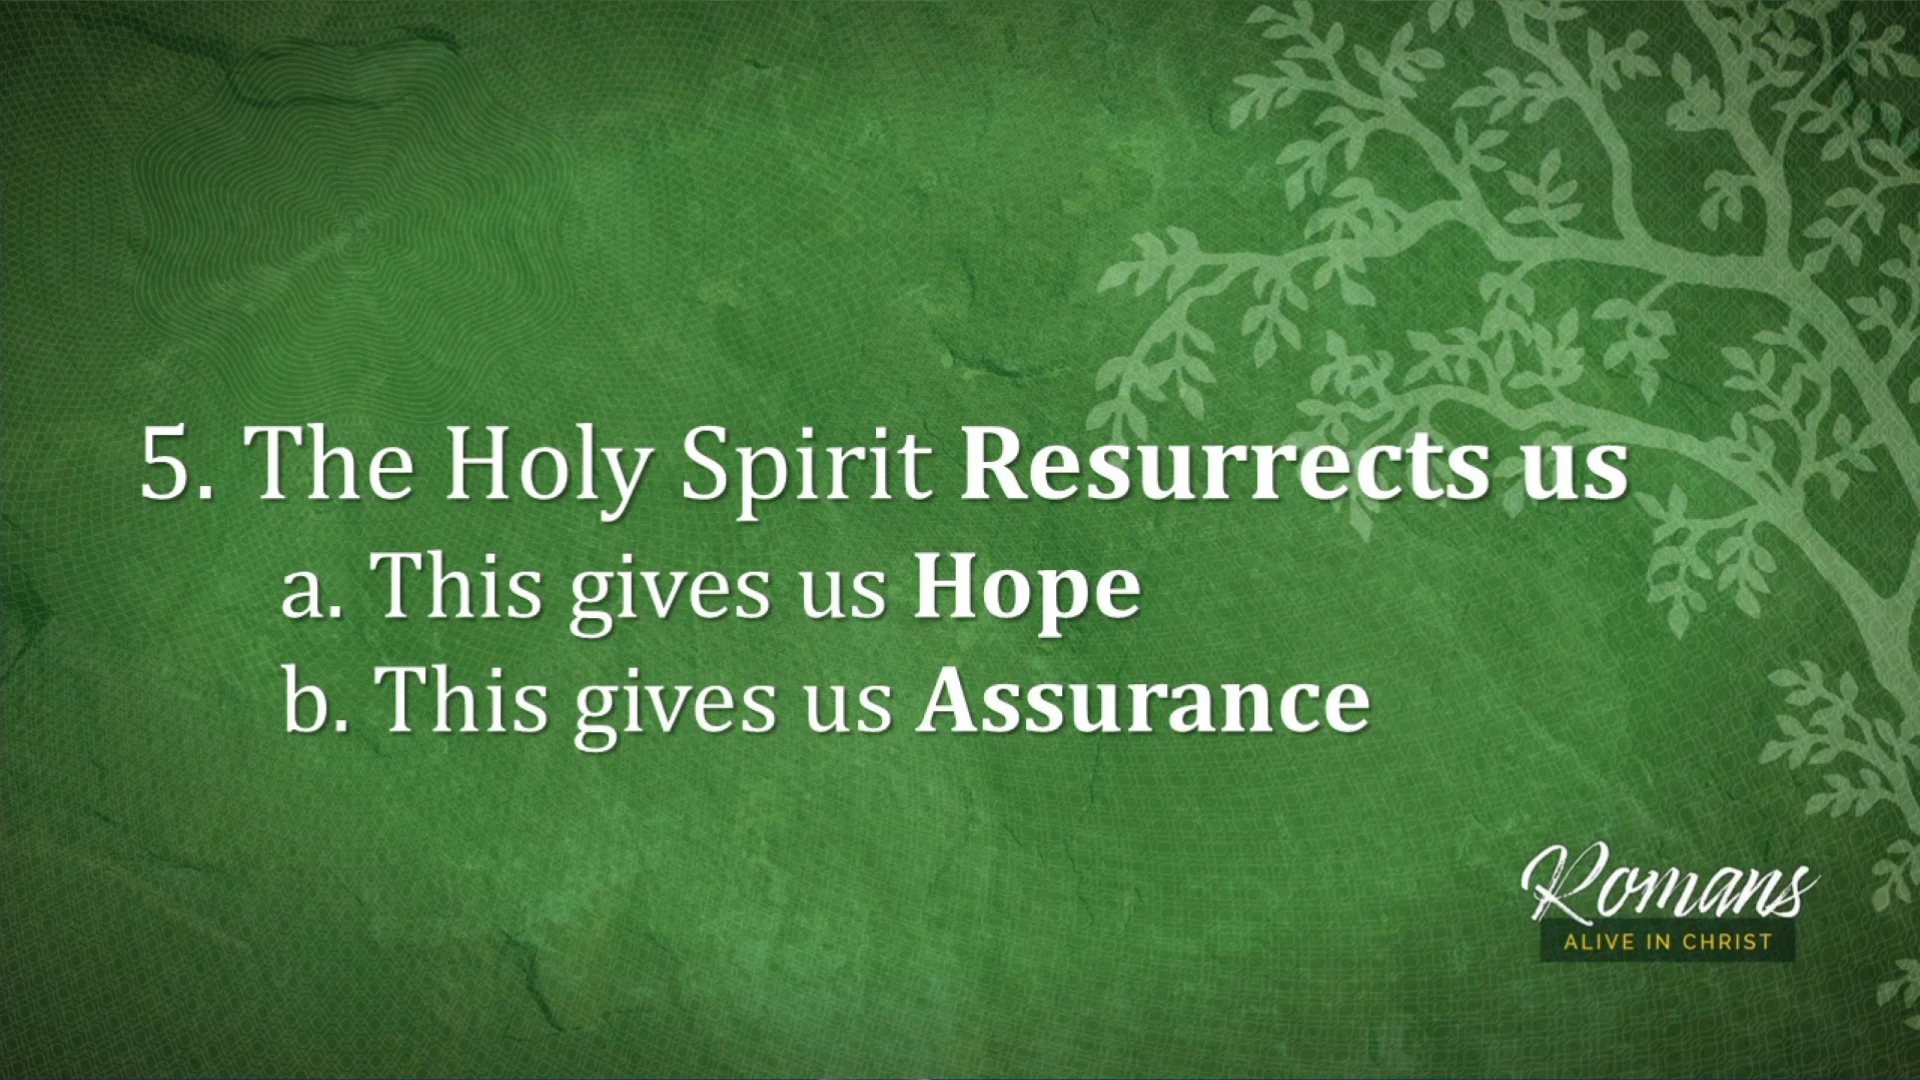 5. The Holy Spirit Resurrects us
a. This gives us Hope
b. This gives us Assurance
Romans
ALIVE IN CHRIST